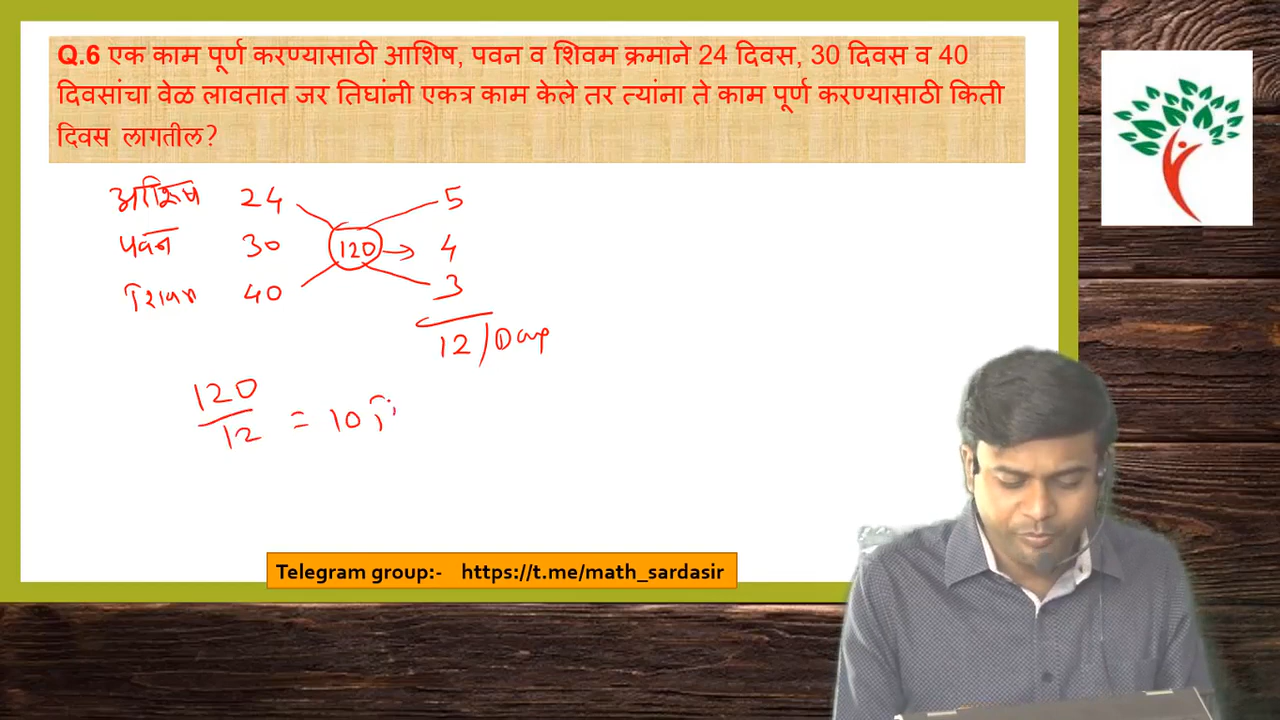 Q.6 एक काम पूर्ण करण्यासाठी आशिष, पवन व शिवम क्रमाने 24 दिवस, 30 दिवस व 40
दिवसांचा वेळ लावतात जर तिघांनी एकत्र काम केले तर त्यांना ते काम पूर्ण करण्यासाठी किती
दिवस लागतील?
आशिष 24 5
पवन 30 120 4
शिवम 40 3
12/Day
120
12 = 10 दि
Telegram group:- https://t.me/math_sardasir